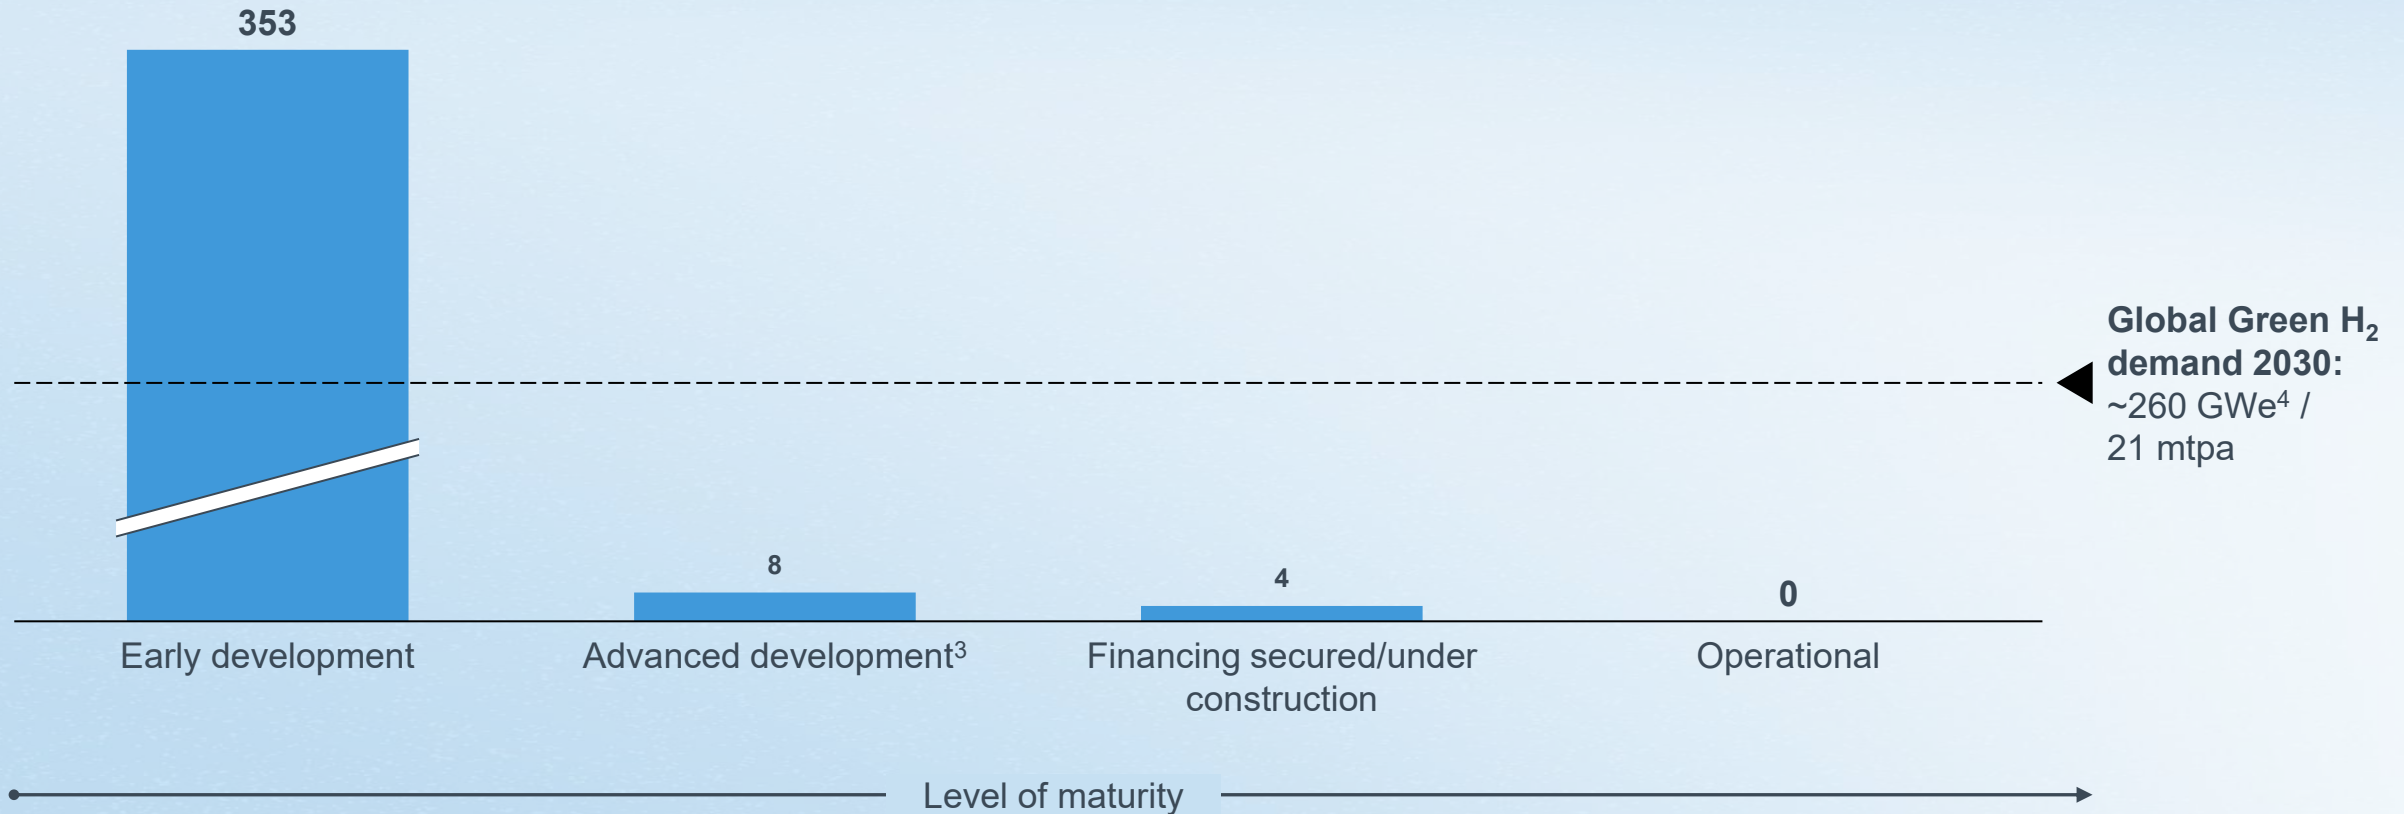 353
Global Green H₂
demand 2030:
~260 GWe⁴ /
21 mtpa
8
4
0
Early development
Advanced development³
Financing secured/under
construction
Operational
Level of maturity